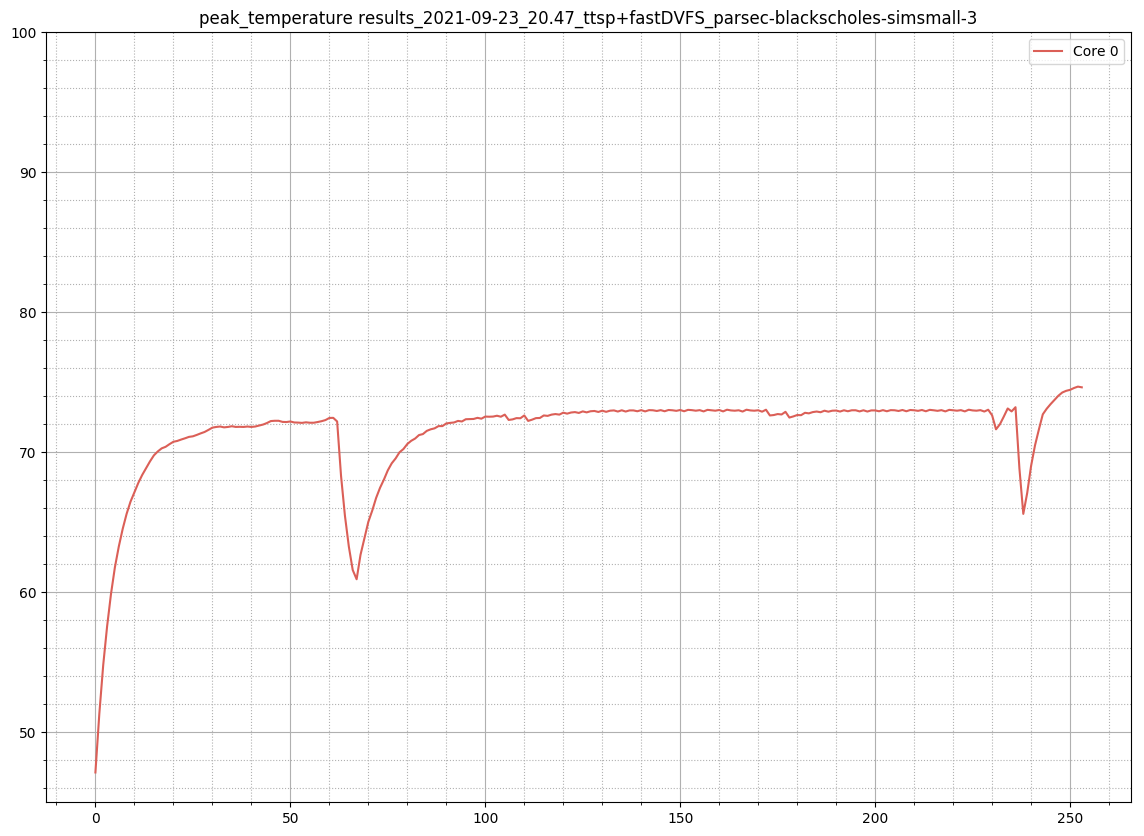 peak_temperature results_2021-09-23_20.47_ttsp+fastDVFS_parsec-blackscholes-simsmall-3
Core 0
100
90
80
70
60
50
0 50 100 150 200 250